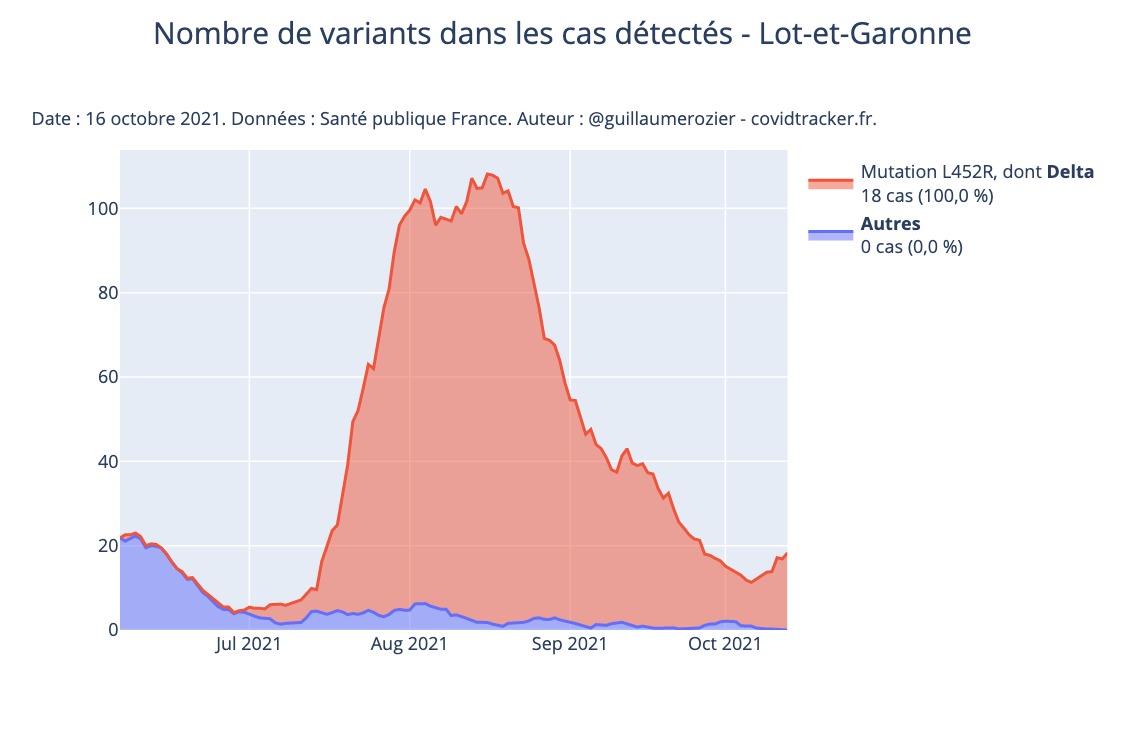 Nombre de variants dans les cas détectés - Lot-et-Garonne
Date : 16 octobre 2021. Données : Santé publique France. Auteur : @guillaumerozier - covidtracker.fr.
Mutation L452R, dont Delta
18 cas (100,0 %)
Autres
0 cas (0,0 %)
100
80
60
40
20
0
Jul 2021
Aug 2021
Sep 2021
Oct 2021